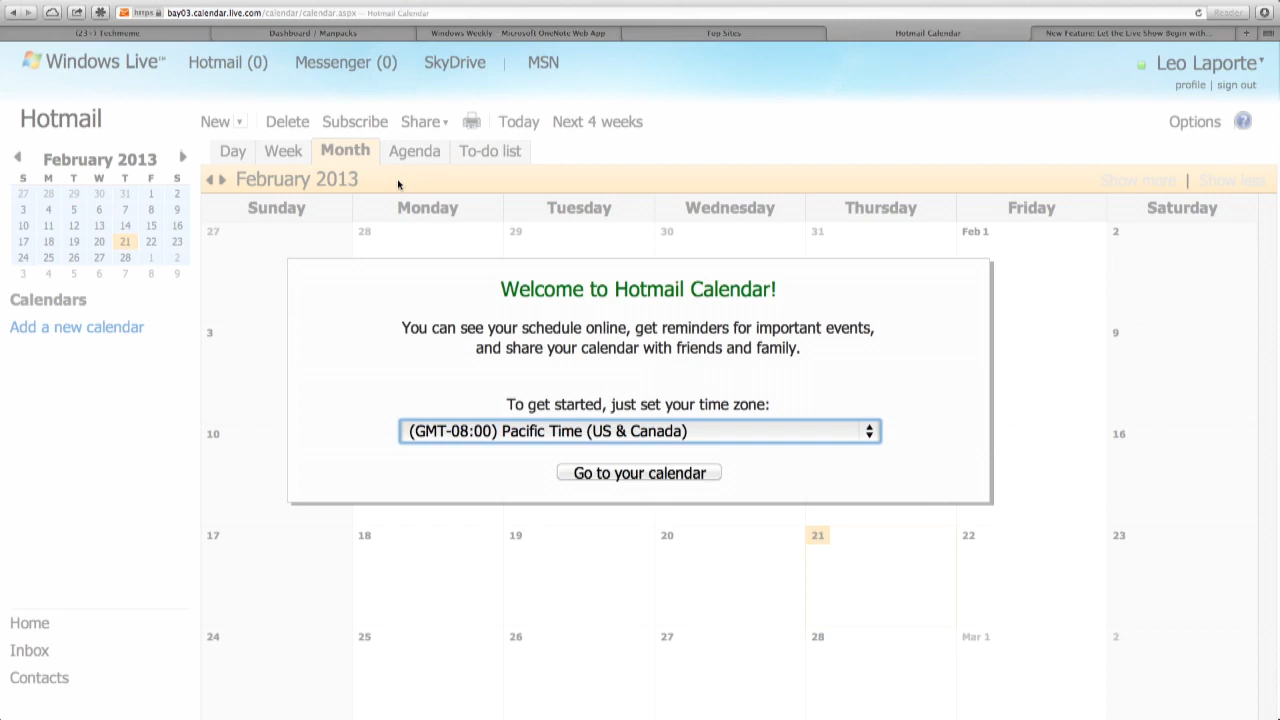 https bay03.calendar.live.com/calendar/calendar.aspx — Hotmail Calendar Reader
(23+) Techmeme Dashboard / Manpacks Windows Weekly Microsoft OneNote Web App Top Sites Hotmail Calendar New Feature: Let the Live Show Begin with...
Windows Live™ Hotmail (0) Messenger (0) SkyDrive | MSN Leo Laporte
profile | sign out
Hotmail
New Delete Subscribe Share Today Next 4 weeks Options
Day Week Month Agenda To-do list
February 2013
S M T W T F S
27 28 29 30 31 1 2
3 4 5 6 7 8 9
10 11 12 13 14 15 16
17 18 19 20 21 22 23
24 25 26 27 28 1 2
3 4 5 6 7 8 9
Calendars
Add a new calendar
Home
Inbox
Contacts
February 2013 Show more | Show less
Sunday Monday Tuesday Wednesday Thursday Friday Saturday
27 28 29 30 31 Feb 1 2
3 9
10 16
17 18 19 20 21 22 23
24 25 26 27 28 Mar 1 2
Welcome to Hotmail Calendar!
You can see your schedule online, get reminders for important events,
and share your calendar with friends and family.
To get started, just set your time zone:
(GMT-08:00) Pacific Time (US & Canada)
Go to your calendar